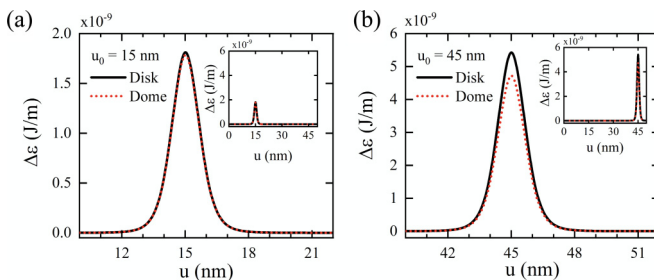 (a)
x10⁻⁹
2.0
1.5
1.0
0.5
0.0
Δε (J/m)
u₀ = 15 nm
Disk
Dome
x10⁻⁹
6
4
2
0
Δε (J/m)
0 15 30 45
u (nm)
12 15 18 21
u (nm)
(b)
x10⁻⁹
6
5
4
3
2
1
0
Δε (J/m)
u₀ = 45 nm
Disk
Dome
x10⁻⁹
6
4
2
0
Δε (J/m)
0 15 30 45
u (nm)
42 45 48 51
u (nm)